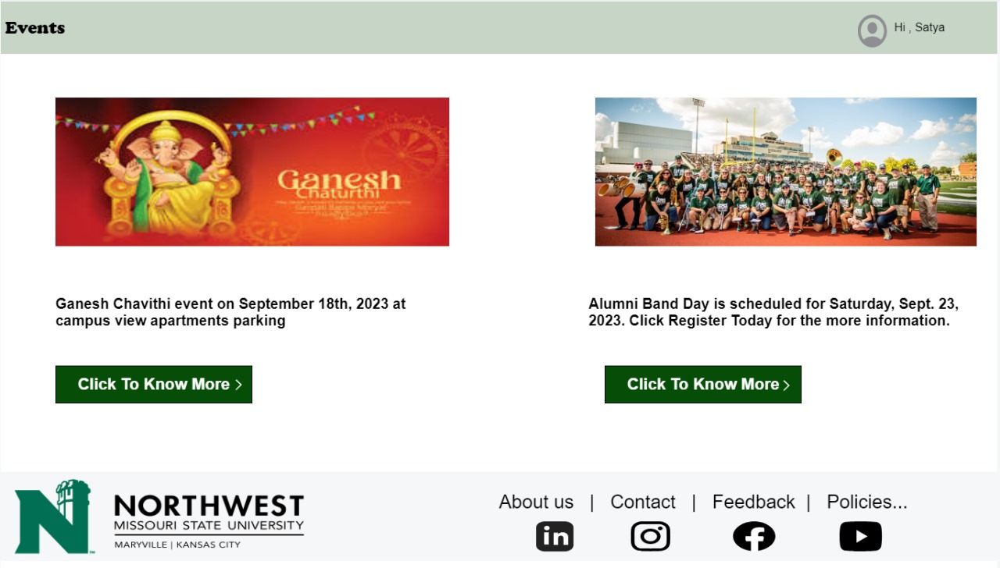 Events
Hi , Satya
Ganesh
Chaturthi
Ganesh Chavithi event on September 18th, 2023 at
campus view apartments parking
Click To Know More >
Alumni Band Day is scheduled for Saturday, Sept. 23,
2023. Click Register Today for the more information.
Click To Know More >
N
NORTHWEST
MISSOURI STATE UNIVERSITY
MARYVILLE | KANSAS CITY
About us | Contact | Feedback | Policies...
in